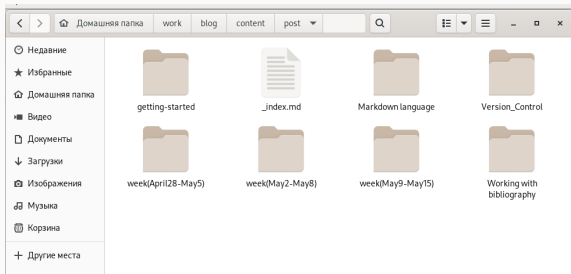 Домашняя папка work blog content post
Недавние
Избранные
Домашняя папка
Видео
Документы
Загрузки
Изображения
Музыка
Корзина
Другие места
getting-started _index.md Markdown language Version_Control
week(April28-May5) week(May2-May8) week(May9-May15) Working with
bibliography